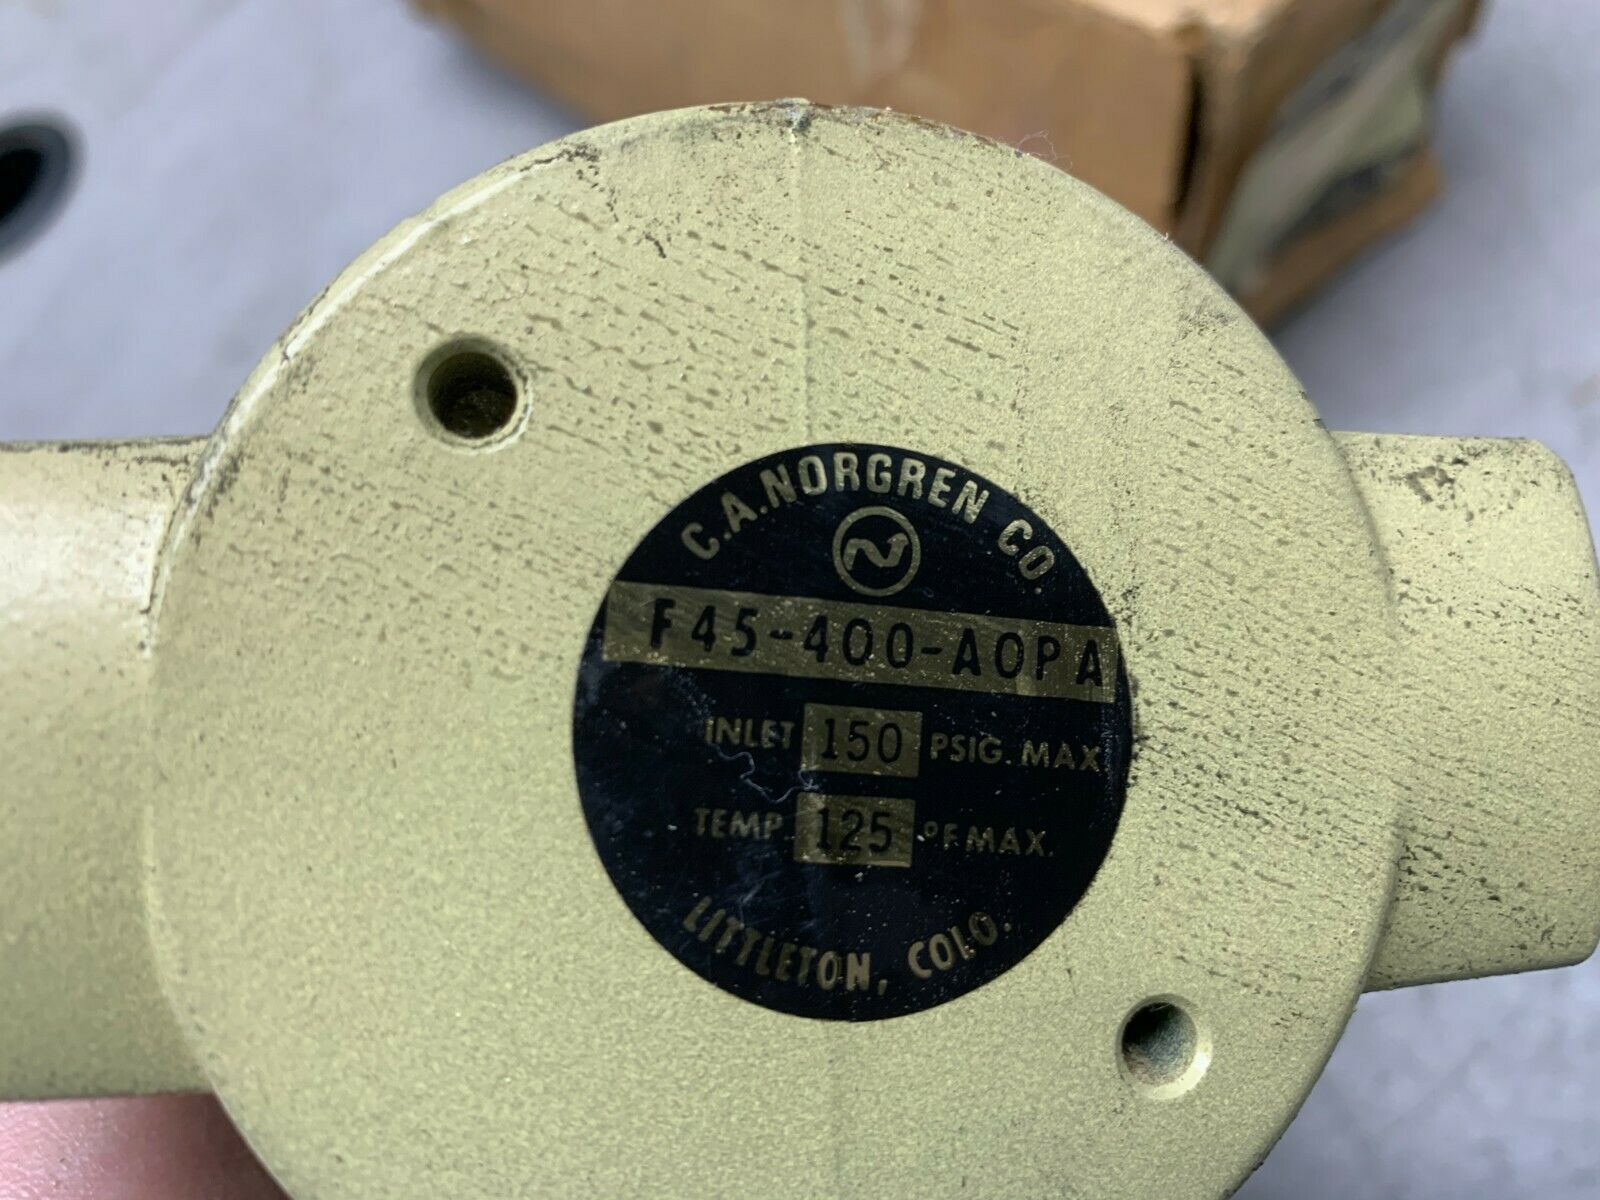 C.A.NORGREN CO.
F45-400-AOPA
INLET 150 PSIG. MAX.
TEMP. 125 °F MAX.
LITTLETON, COLO.